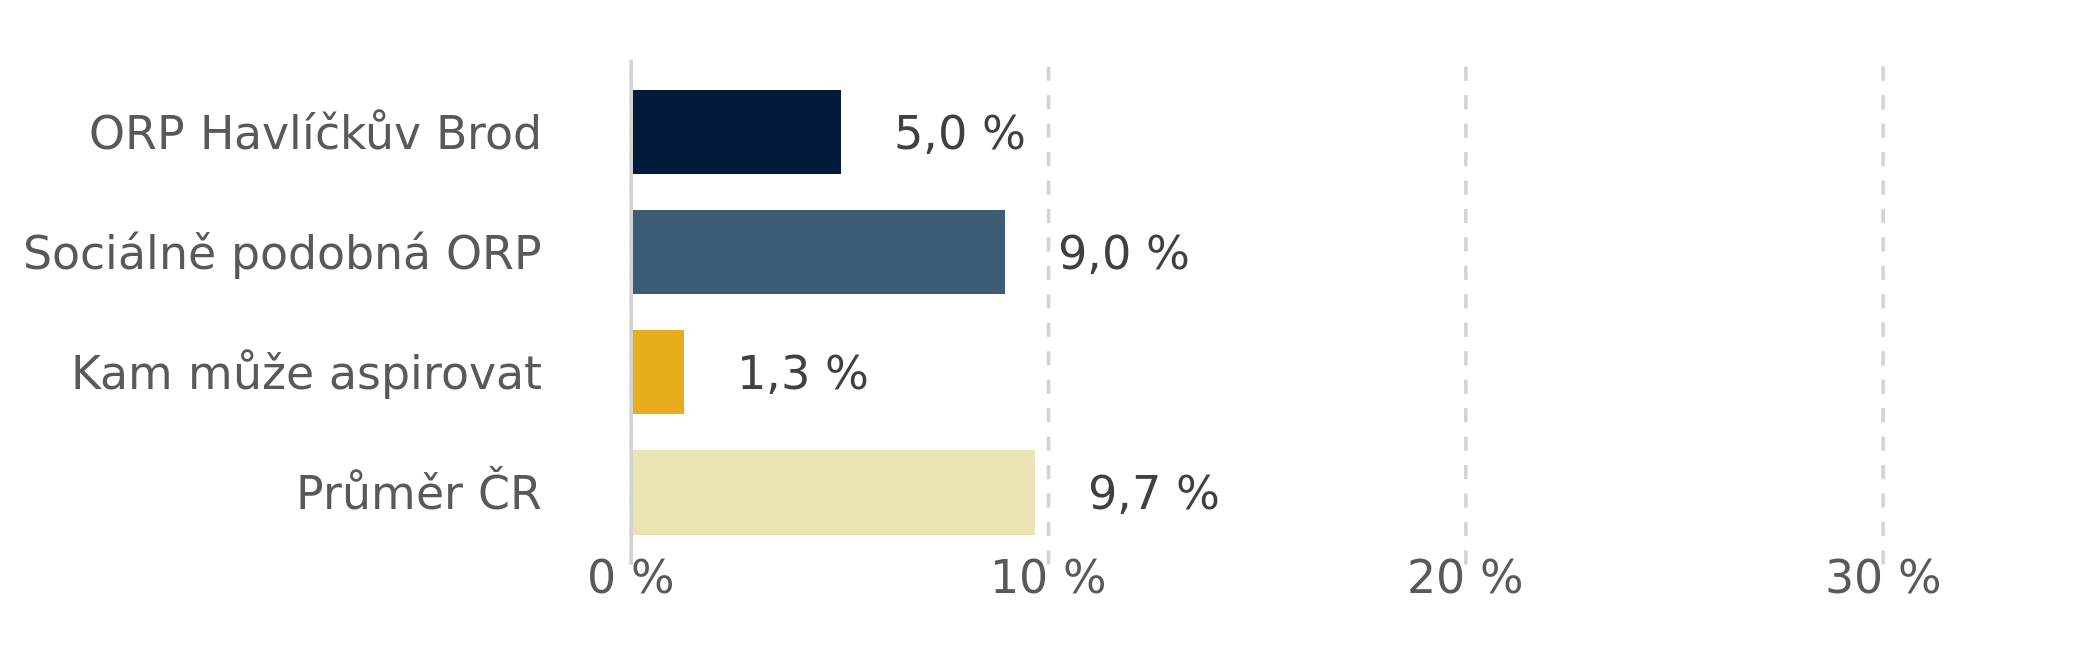 ORP Havlíčkův Brod 5,0 %
Sociálně podobná ORP 9,0 %
Kam může aspirovat 1,3 %
Průměr ČR 9,7 %
0 % 10 % 20 % 30 %